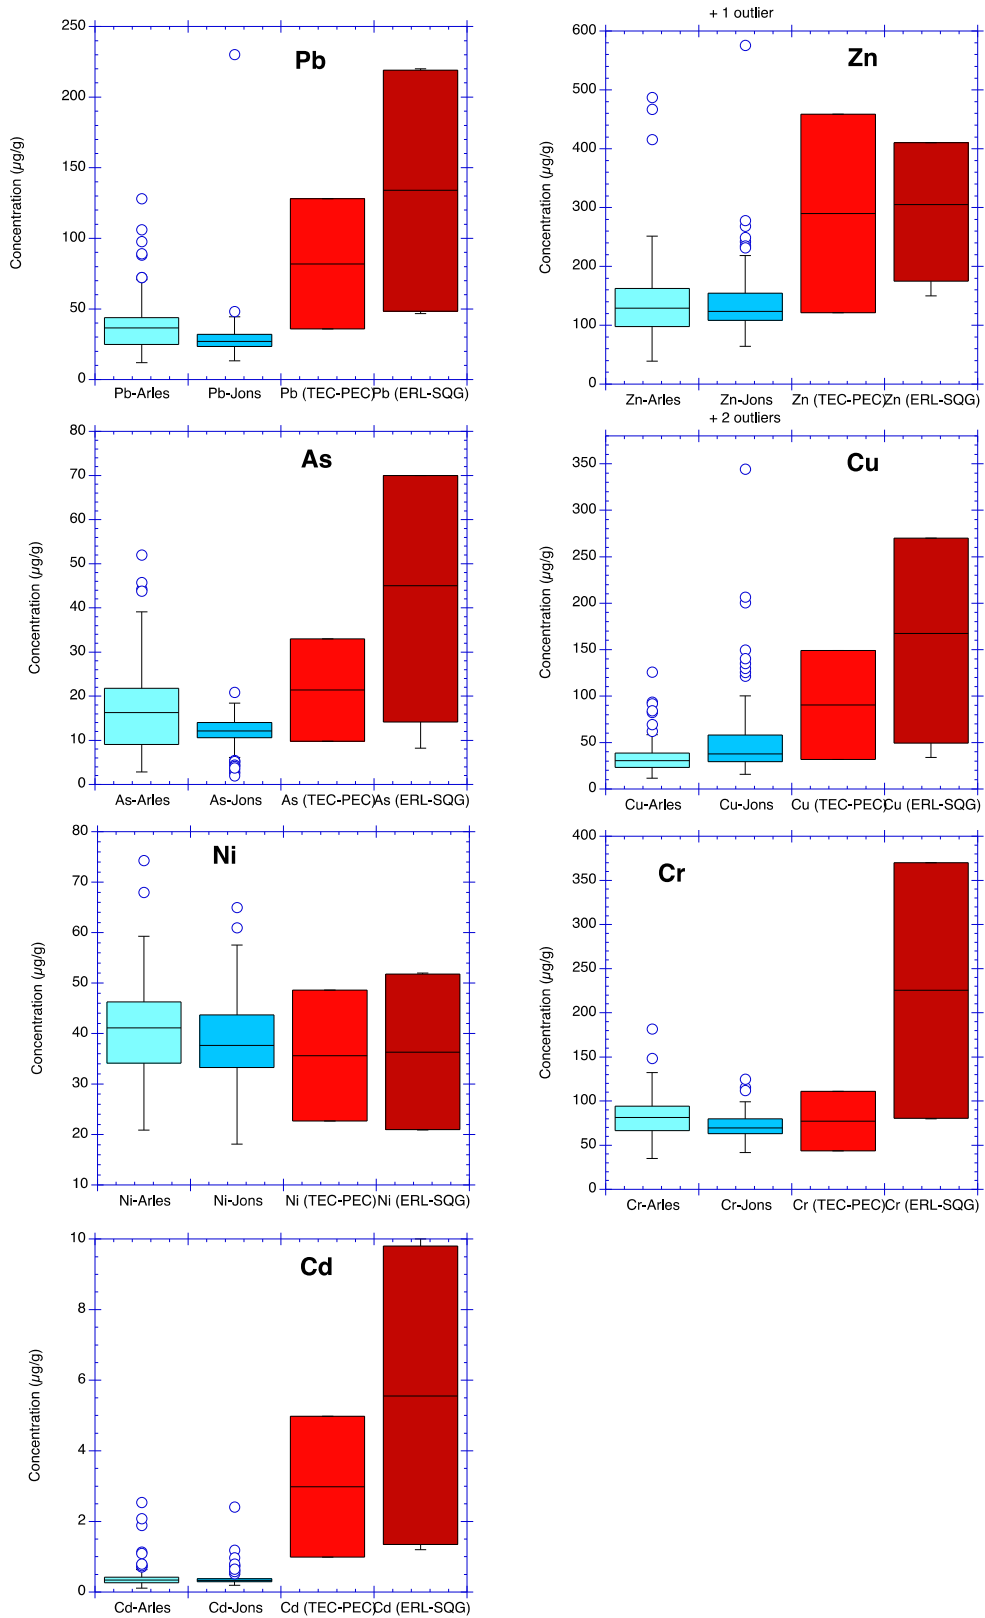 Pb
Concentration (µg/g)
250
200
150
100
50
0
Pb-Arles Pb-Jons Pb (TEC-PEC) Pb (ERL-SQG)
+ 1 outlier
Zn
Concentration (µg/g)
600
500
400
300
200
100
0
Zn-Arles Zn-Jons Zn (TEC-PEC) Zn (ERL-SQG)
As
Concentration (µg/g)
80
70
60
50
40
30
20
10
0
As-Arles As-Jons As (TEC-PEC) As (ERL-SQG)
+ 2 outliers
Cu
Concentration (µg/g)
350
300
250
200
150
100
50
0
Cu-Arles Cu-Jons Cu (TEC-PEC) Cu (ERL-SQG)
Ni
Concentration (µg/g)
80
70
60
50
40
30
20
10
Ni-Arles Ni-Jons Ni (TEC-PEC) Ni (ERL-SQG)
Cr
Concentration (µg/g)
400
350
300
250
200
150
100
50
0
Cr-Arles Cr-Jons Cr (TEC-PEC) Cr (ERL-SQG)
Cd
Concentration (µg/g)
10
8
6
4
2
0
Cd-Arles Cd-Jons Cd (TEC-PEC) Cd (ERL-SQG)